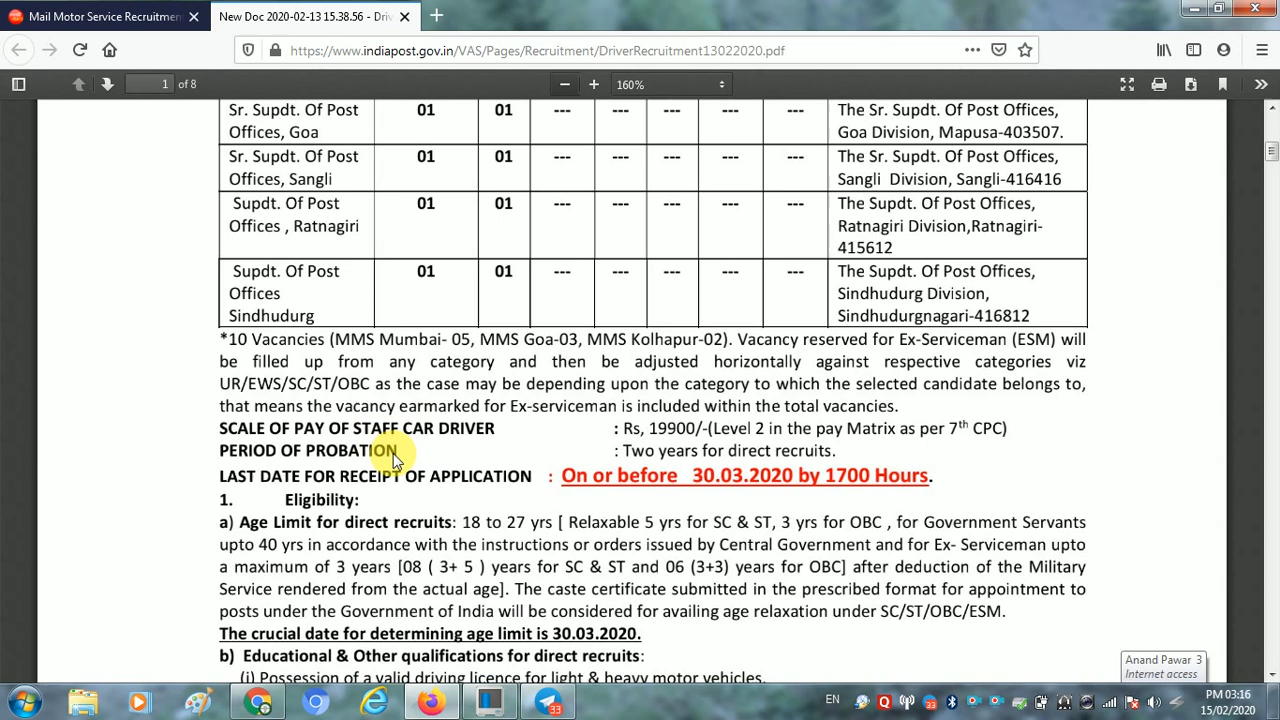 Mail Motor Service Recruitment
New Doc 2020-02-13 15.38.56 - Driv
https://www.indiapost.gov.in/VAS/Pages/Recruitment/DriverRecruitment13022020.pdf
1 of 8
160%
Sr. Supdt. Of Post Offices, Goa 01 01 --- --- --- --- --- The Sr. Supdt. Of Post Offices,
Goa Division, Mapusa-403507.
Sr. Supdt. Of Post Offices, Sangli 01 01 --- --- --- --- --- The Sr. Supdt. Of Post Offices,
Sangli Division, Sangli-416416
Supdt. Of Post Offices , Ratnagiri 01 01 --- --- --- --- --- The Supdt. Of Post Offices,
Ratnagiri Division,Ratnagiri-
415612
Supdt. Of Post Offices Sindhudurg 01 01 --- --- --- --- --- The Supdt. Of Post Offices,
Sindhudurg Division,
Sindhudurgnagari-416812
*10 Vacancies (MMS Mumbai- 05, MMS Goa-03, MMS Kolhapur-02). Vacancy reserved for Ex-Serviceman (ESM) will
be filled up from any category and then be adjusted horizontally against respective categories viz
UR/EWS/SC/ST/OBC as the case may be depending upon the category to which the selected candidate belongs to,
that means the vacancy earmarked for Ex-serviceman is included within the total vacancies.
SCALE OF PAY OF STAFF CAR DRIVER : Rs, 19900/-(Level 2 in the pay Matrix as per 7th CPC)
PERIOD OF PROBATION : Two years for direct recruits.
LAST DATE FOR RECEIPT OF APPLICATION : On or before 30.03.2020 by 1700 Hours.
1. Eligibility:
a) Age Limit for direct recruits: 18 to 27 yrs [ Relaxable 5 yrs for SC & ST, 3 yrs for OBC , for Government Servants
upto 40 yrs in accordance with the instructions or orders issued by Central Government and for Ex- Serviceman upto
a maximum of 3 years [08 ( 3+ 5 ) years for SC & ST and 06 (3+3) years for OBC] after deduction of the Military
Service rendered from the actual age]. The caste certificate submitted in the prescribed format for appointment to
posts under the Government of India will be considered for availing age relaxation under SC/ST/OBC/ESM.
The crucial date for determining age limit is 30.03.2020.
b) Educational & Other qualifications for direct recruits:
(i) Possession of a valid driving licence for light & heavy motor vehicles.
Anand Pawar 3
Internet access
33
EN
PM 03:16
15/02/2020